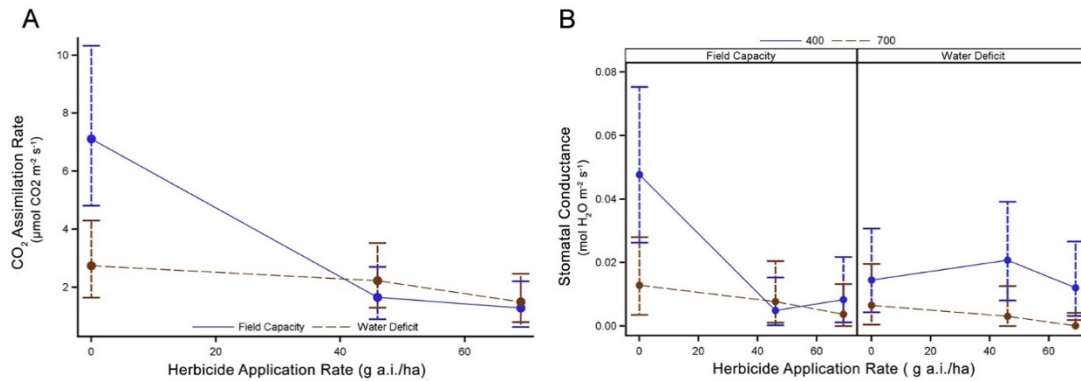 A
CO₂ Assimilation Rate
(µmol CO2 m⁻² s⁻¹)
10
8
6
4
2
0
20
40
60
Field Capacity
Water Deficit
Herbicide Application Rate (g a.i./ha)
B
400
700
Field Capacity
Water Deficit
Stomatal Conductance
(mol H₂O m⁻² s⁻¹)
0.08
0.06
0.04
0.02
0.00
0
20
40
60
80
0
20
40
60
Herbicide Application Rate ( g a.i./ha)